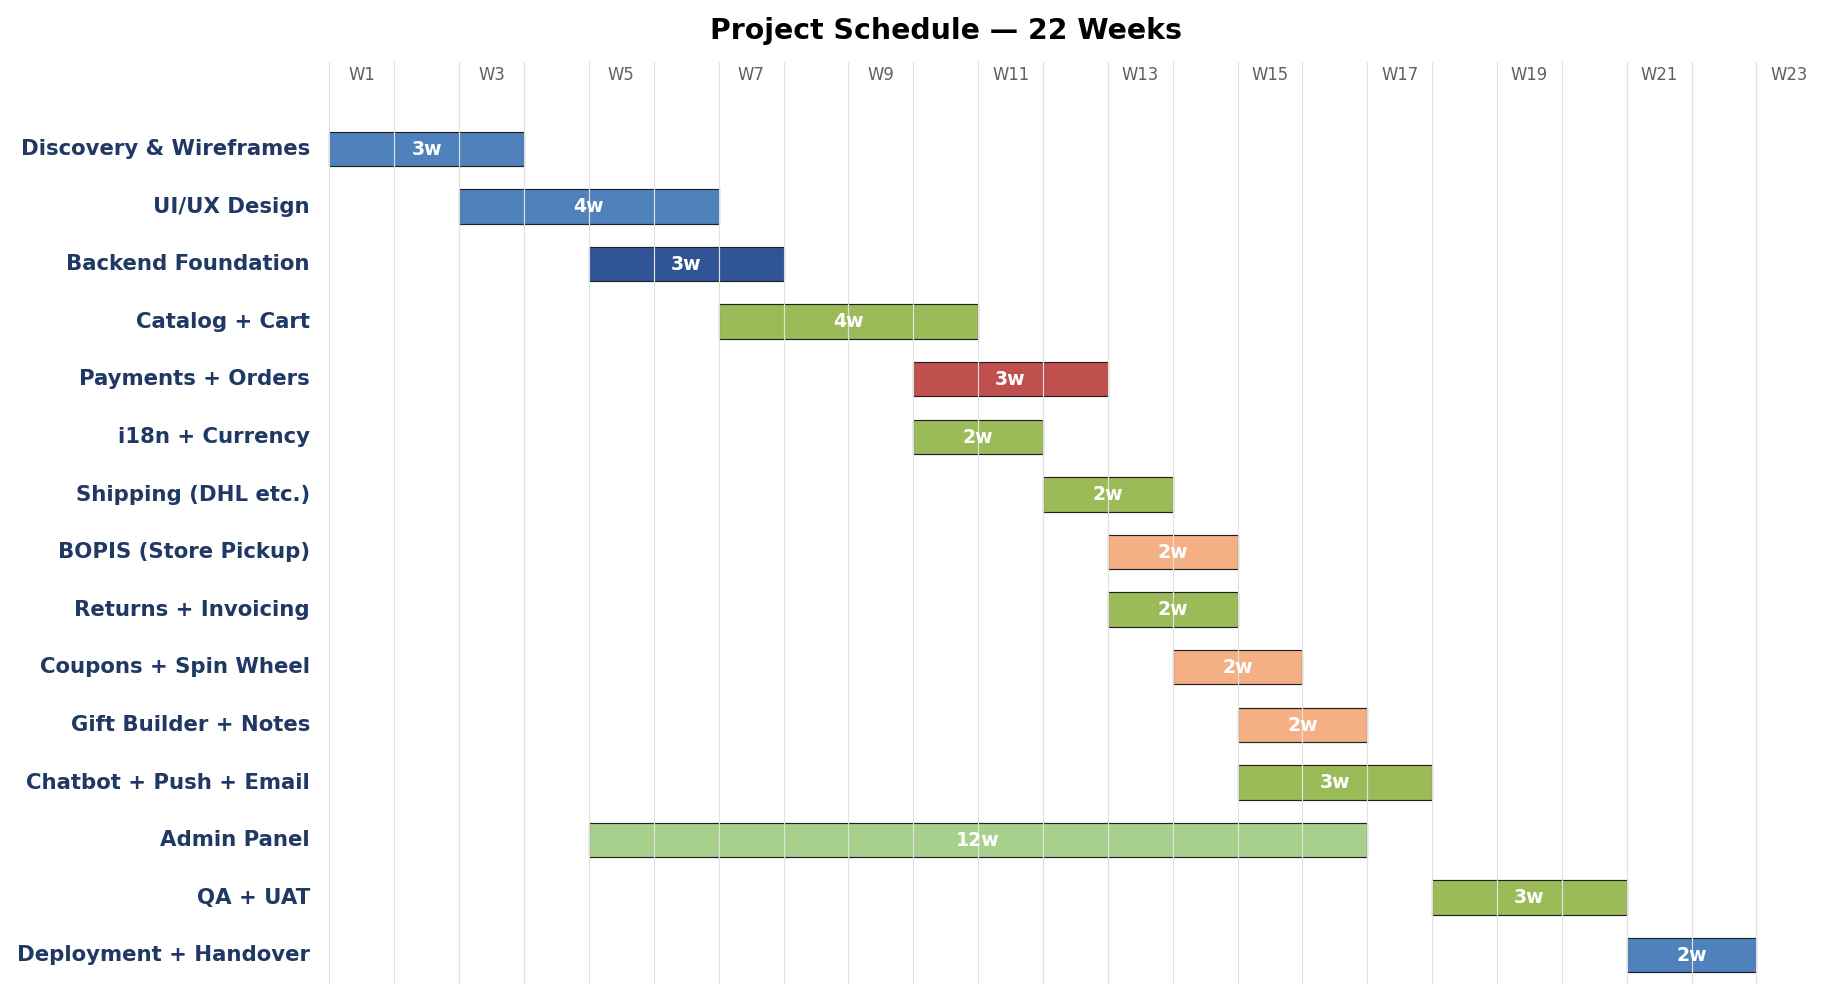 Project Schedule — 22 Weeks
W1 W3 W5 W7 W9 W11 W13 W15 W17 W19 W21 W23
Discovery & Wireframes 3w
UI/UX Design 4w
Backend Foundation 3w
Catalog + Cart 4w
Payments + Orders 3w
i18n + Currency 2w
Shipping (DHL etc.) 2w
BOPIS (Store Pickup) 2w
Returns + Invoicing 2w
Coupons + Spin Wheel 2w
Gift Builder + Notes 2w
Chatbot + Push + Email 3w
Admin Panel 12w
QA + UAT 3w
Deployment + Handover 2w